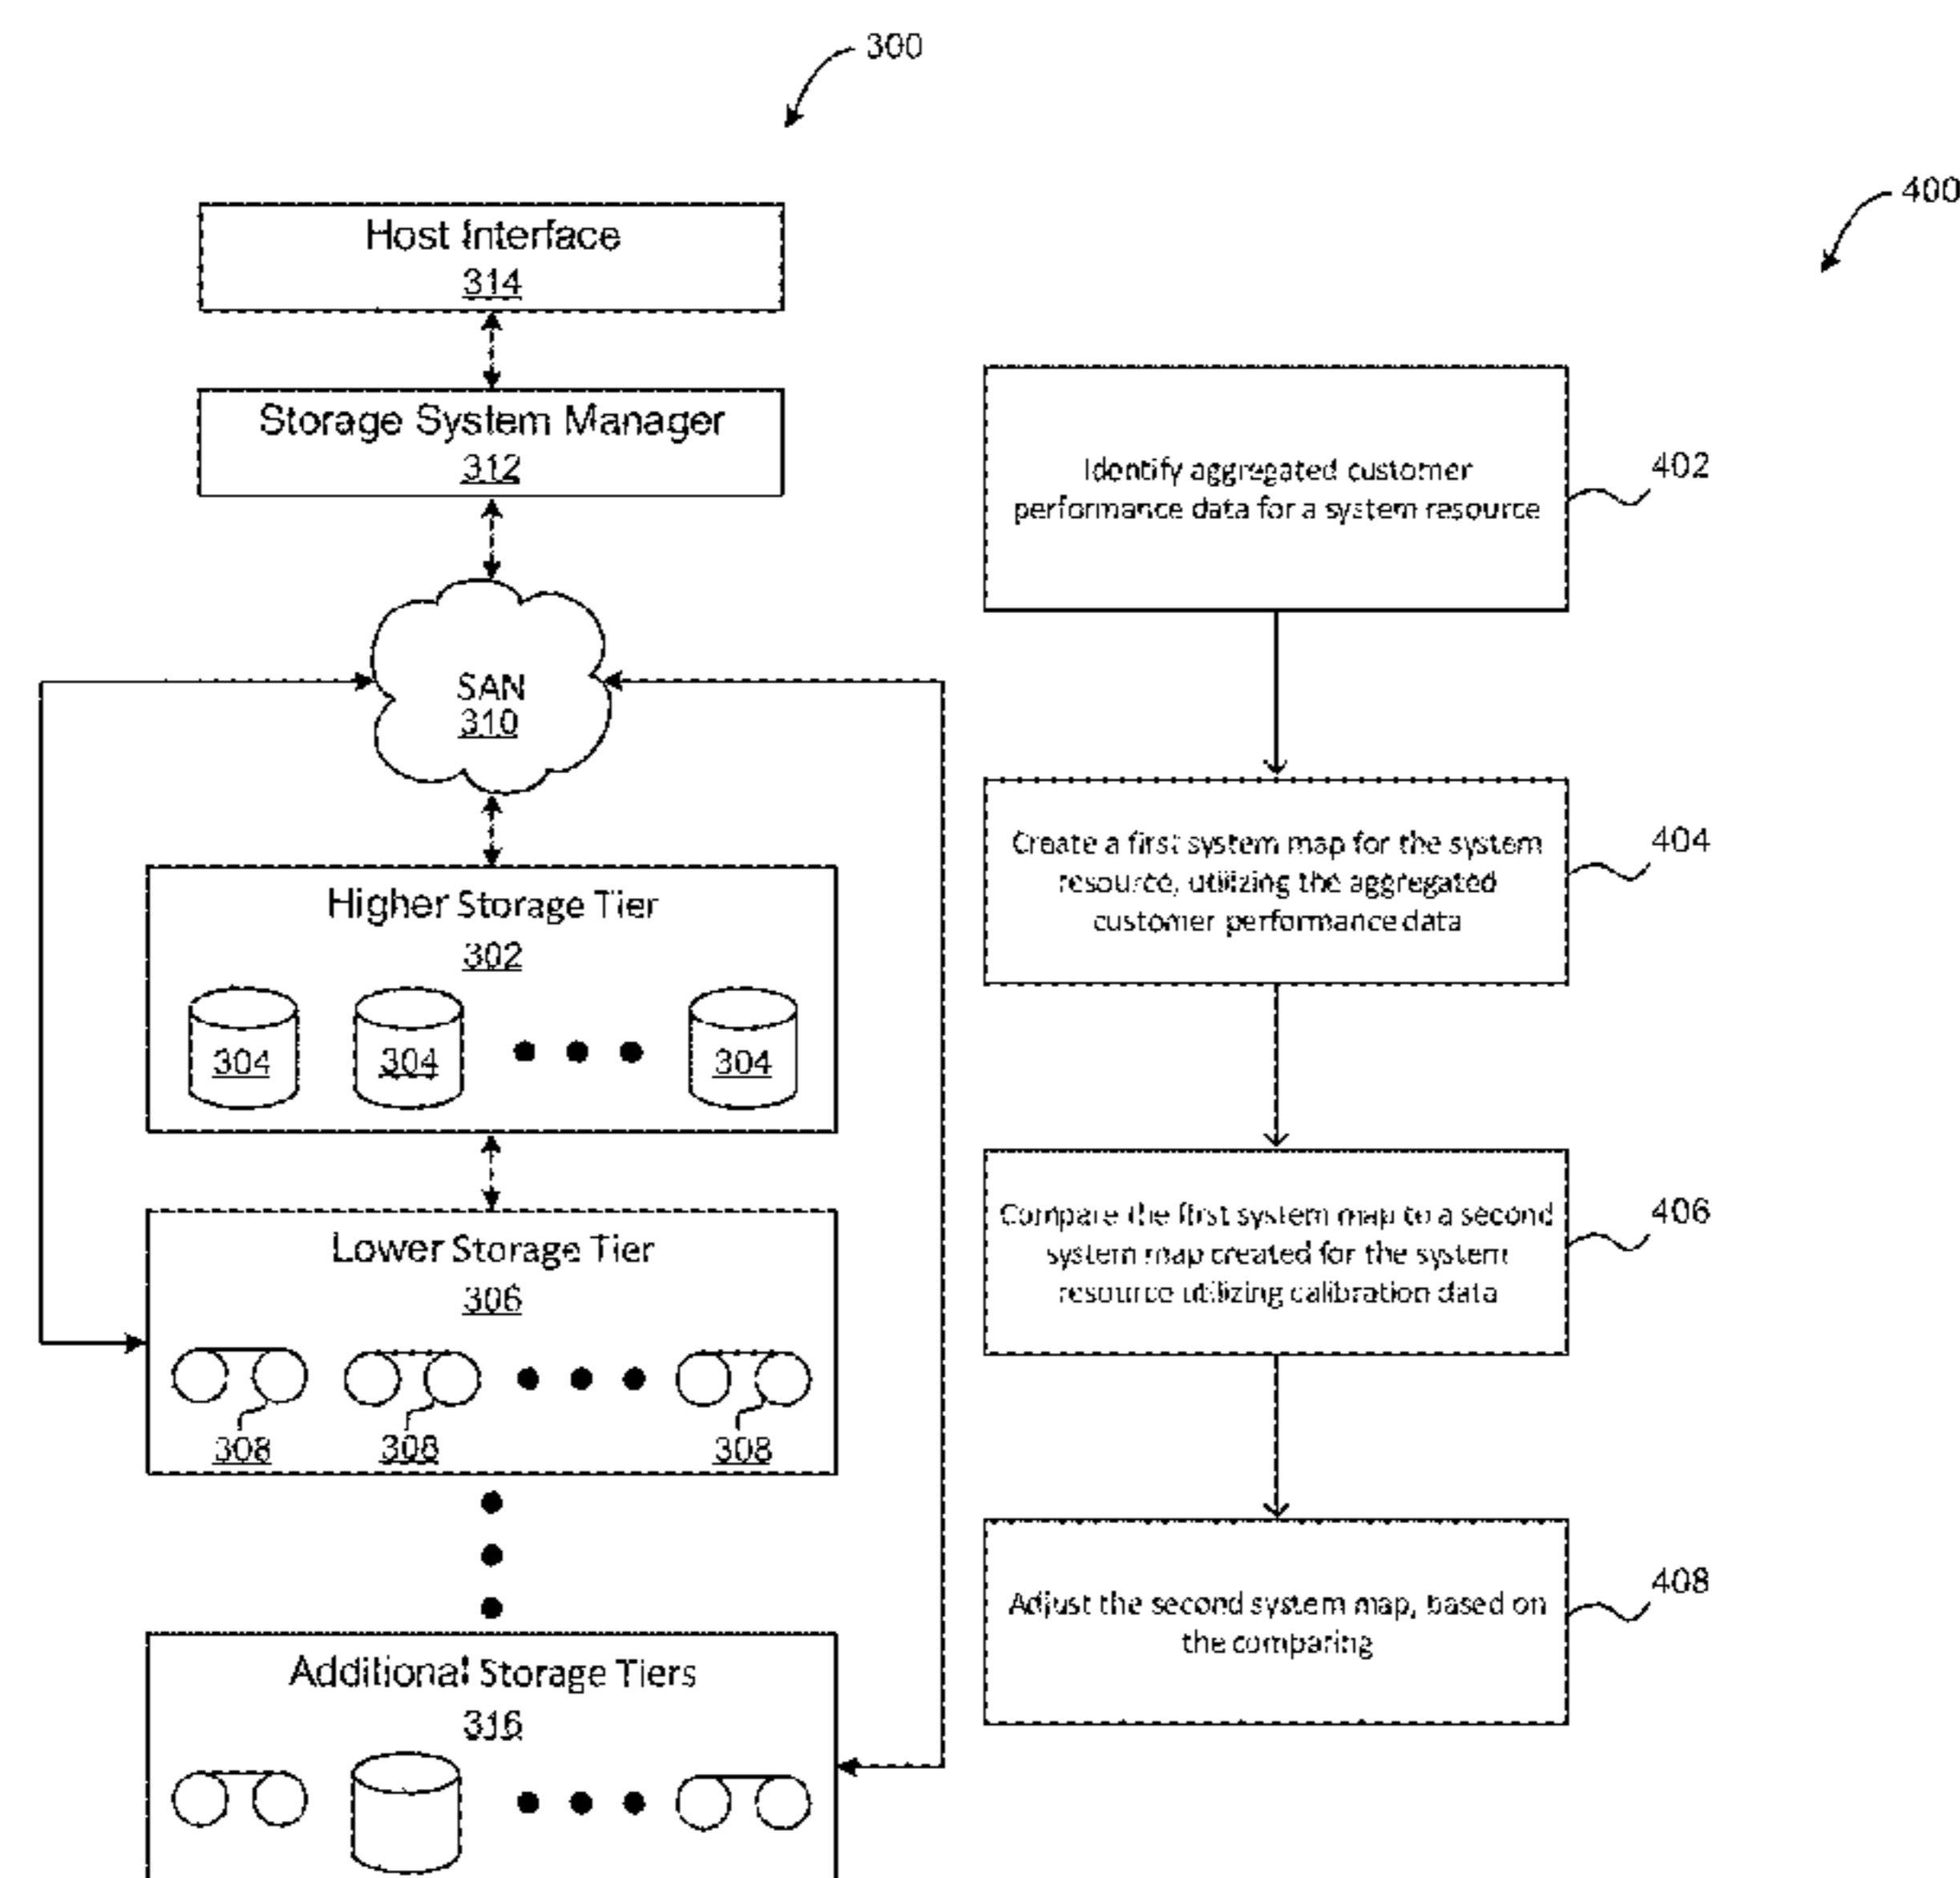 300
Host Interface
314
Storage System Manager
312
SAN
310
Higher Storage Tier
302
304
304
304
Lower Storage Tier
306
308
308
308
Additional Storage Tiers
316
400
Identify aggregated customer
performance data for a system resource
402
Create a first system map for the system
resource, utilizing the aggregated
customer performance data
404
Compare the first system map to a second
system map created for the system
resource utilizing calibration data
406
Adjust the second system map, based on
the comparing
408